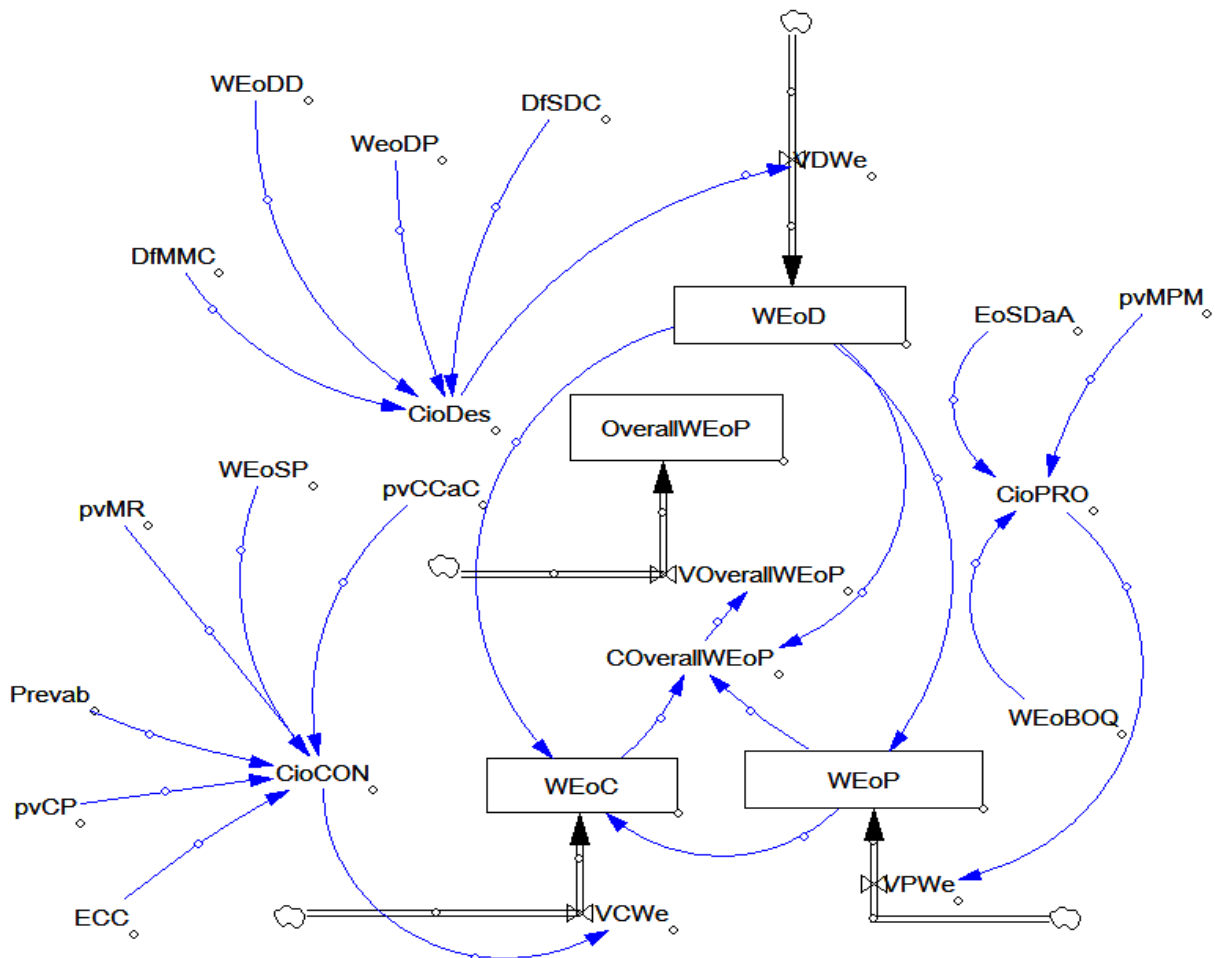 WEoDD
DfSDC
WeoDP
VDWe
DfMMC
WEoD
EoSDaA
pvMPM
CioDes
OverallWEoP
WEoSP
pvCCaC
CioPRO
pvMR
VOverallWEoP
COverallWEoP
Prevab
WEoBOQ
CioCON
WEoC
WEoP
pvCP
VPWe
ECC
VCWe